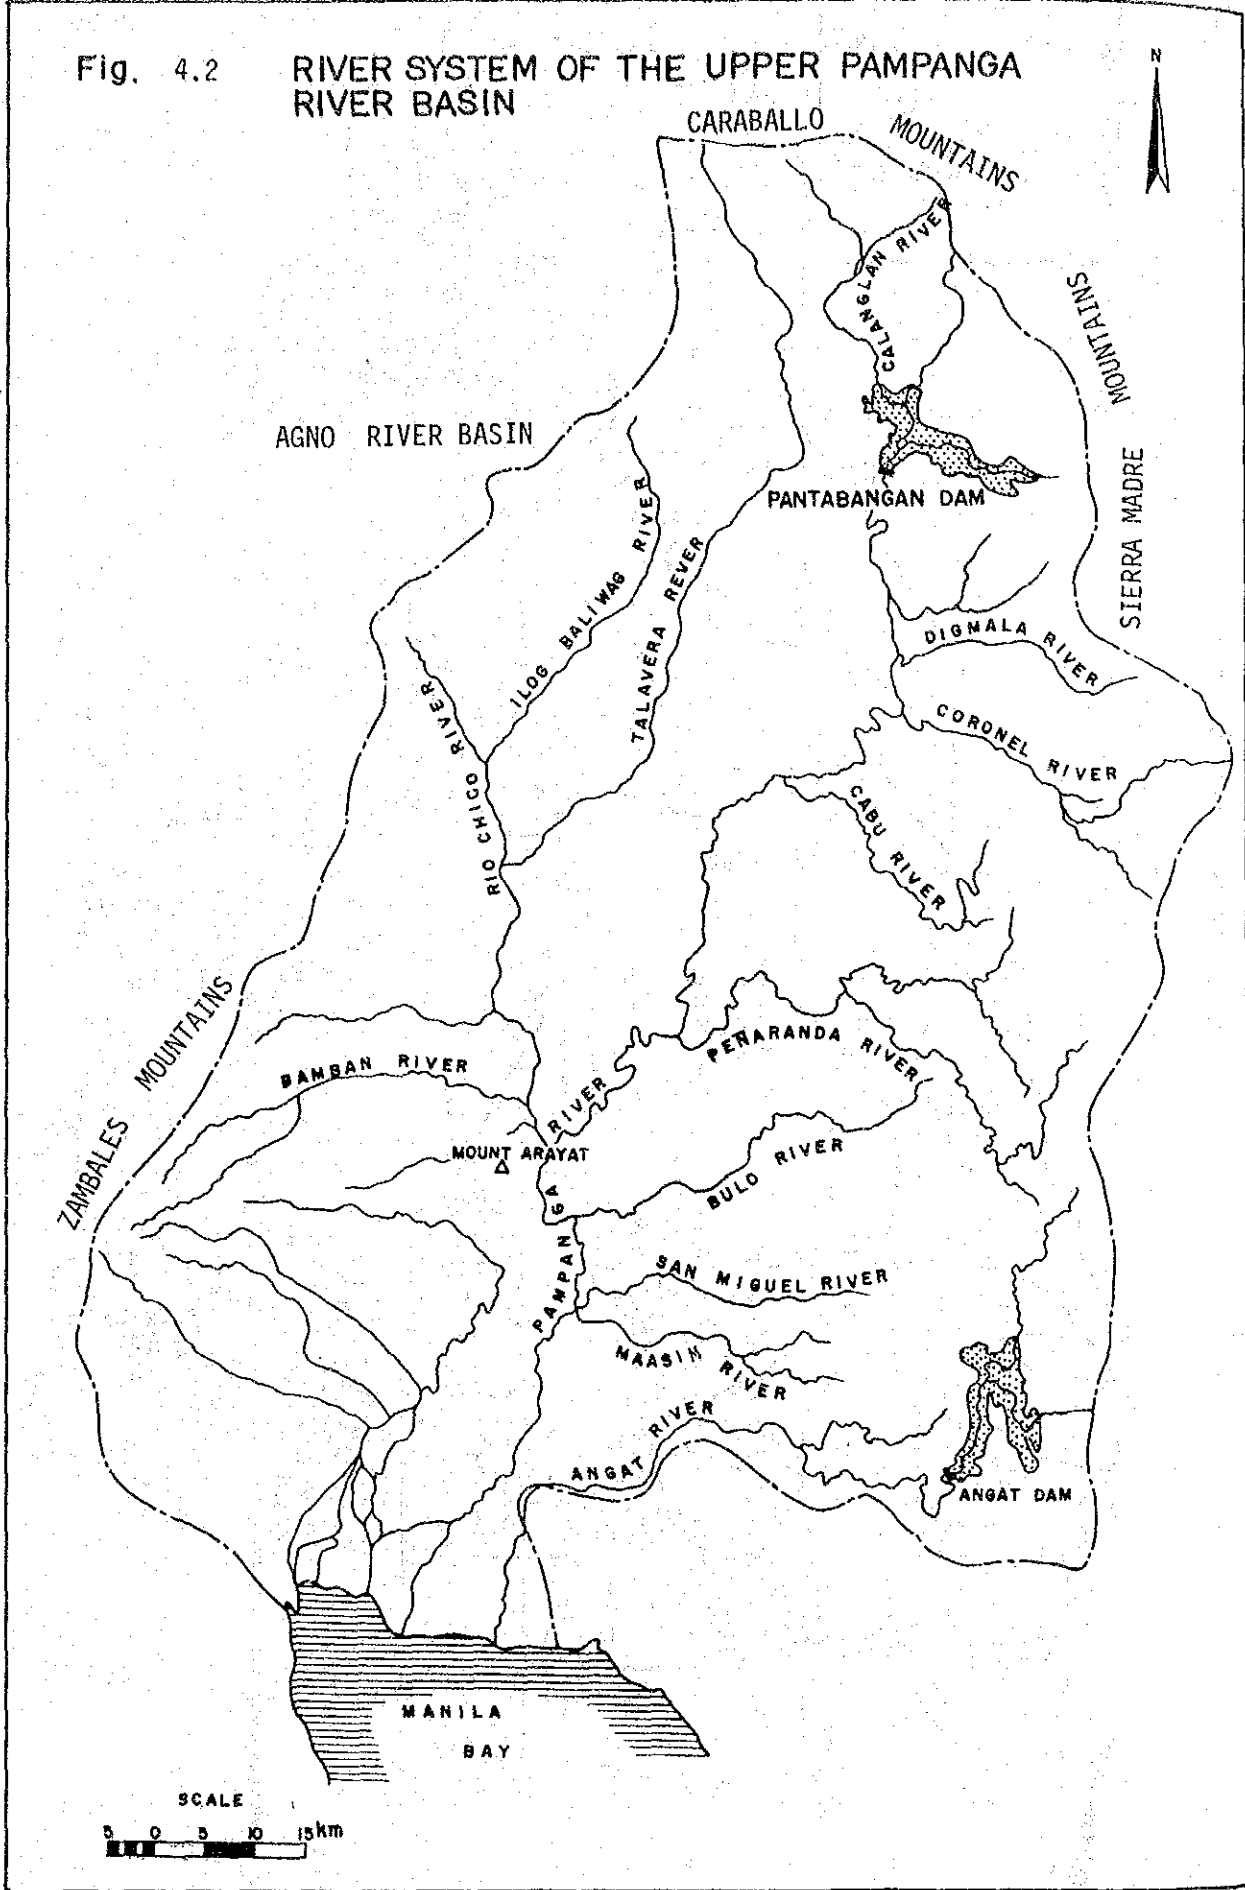 Fig. 4.2 RIVER SYSTEM OF THE UPPER PAMPANGA
RIVER BASIN
N
CARABALLO MOUNTAINS
CALANGLAN RIVER
SIERRA MADRE MOUNTAINS
AGNO RIVER BASIN
PANTABANGAN DAM
ILOG BALIWAG RIVER
TALAVERA REVER
DIGMALA RIVER
RIO CHICO RIVER
CORONEL RIVER
CABU RIVER
ZAMBALES MOUNTAINS
PENARANDA RIVER
BAMBAN RIVER
MOUNT ARAYAT
PAMPANGA RIVER
BULO RIVER
SAN MIGUEL RIVER
MAASIM RIVER
ANGAT RIVER
ANGAT DAM
MANILA
BAY
SCALE
5 0 5 10 15km